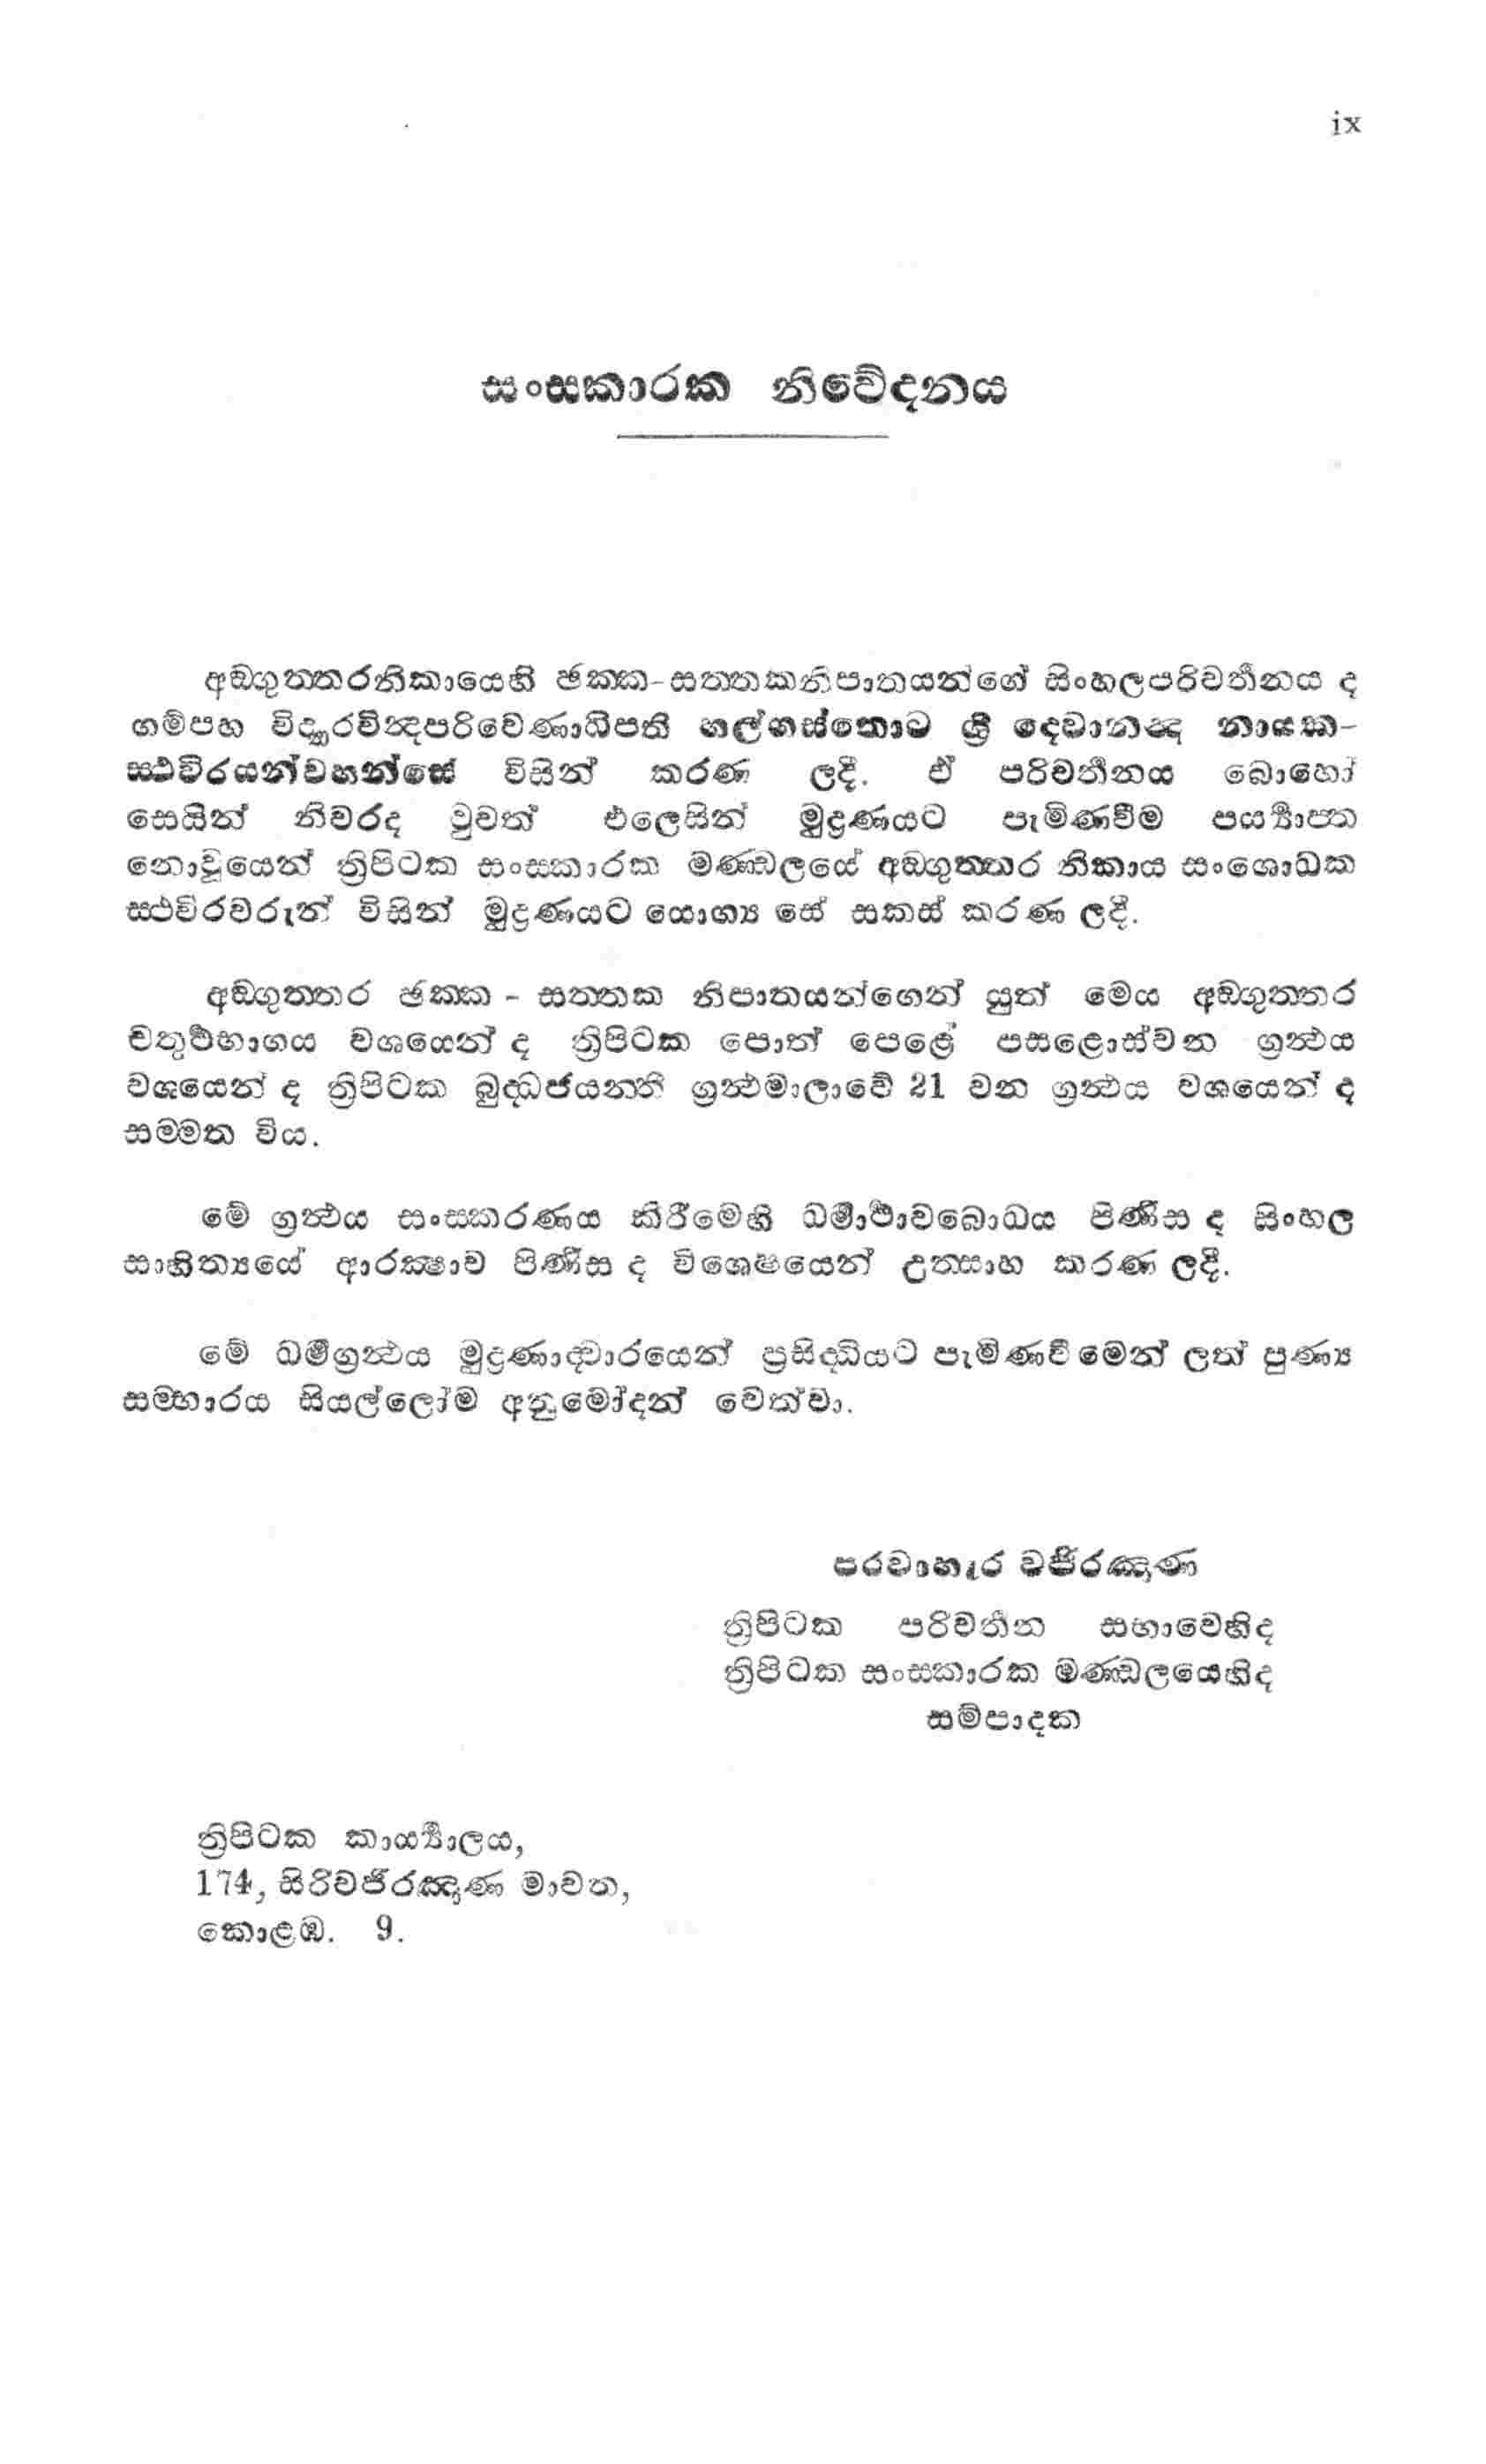 ix
සංස්කාරක නිවේදනය
අඞ්ගුත්තරනිකායෙහි ඡක්ක-සත්තකනිපාතයන්ගේ සිංහලපරිවර්තනය ද
ගම්පහ විද්‍යාරවින්දපරිවෙණාධිපති හල්ගස්තොට ශ්‍රී දෙවානන්ද නායක-
ස්ථවිරයන්වහන්සේ විසින් කරණ ලදී. ඒ පරිවර්තනය බොහෝ
සෙයින් නිවරද වුවත් එලෙසින් මුද්‍රණයට පැමිණවීම පර්‍ය්‍යාප්ත
නොවූයෙන් ත්‍රිපිටක සංස්කාරක මණ්ඩලයේ අඞ්ගුත්තර නිකාය සංශොධක
ස්ථවිරවරුන් විසින් මුද්‍රණයට යොග්‍ය සේ සකස් කරණ ලදී.
අඞ්ගුත්තර ඡක්ක - සත්තක නිපාතයන්ගෙන් යුත් මෙය අඞ්ගුත්තර
චතුර්ථභාගය වශයෙන් ද ත්‍රිපිටක පොත් පෙළේ පසළොස්වන ග්‍රන්ථය
වශයෙන් ද ත්‍රිපිටක බුද්ධජයන්ති ග්‍රන්ථමාලාවේ 21 වන ග්‍රන්ථය වශයෙන් ද
සම්මත විය.
මේ ග්‍රන්ථය සංස්කරණය කිරීමෙහි ධර්මාර්ථාවබොධය පිණිස ද සිංහල
සාහිත්‍යයේ ආරක්ෂාව පිණිස ද විශෙෂයෙන් උත්සාහ කරණ ලදී.
මේ ධර්මග්‍රන්ථය මුද්‍රණද්වාරයෙන් ප්‍රසිද්ධියට පැමිණවීමෙන් ලත් පුණ්‍ය
සම්භාරය සියල්ලෝම අනුමෝදන් වෙත්වා.
පරවාහැර වජිරඤාණ
ත්‍රිපිටක පරිවර්තන සභාවෙහිද
ත්‍රිපිටක සංස්කාරක මණ්ඩලයෙහිද
සම්පාදක
ත්‍රිපිටක කාර්‍ය්‍යාලය,
174, සිරිවජිරඤාණ මාවත,
කොළඹ. 9.